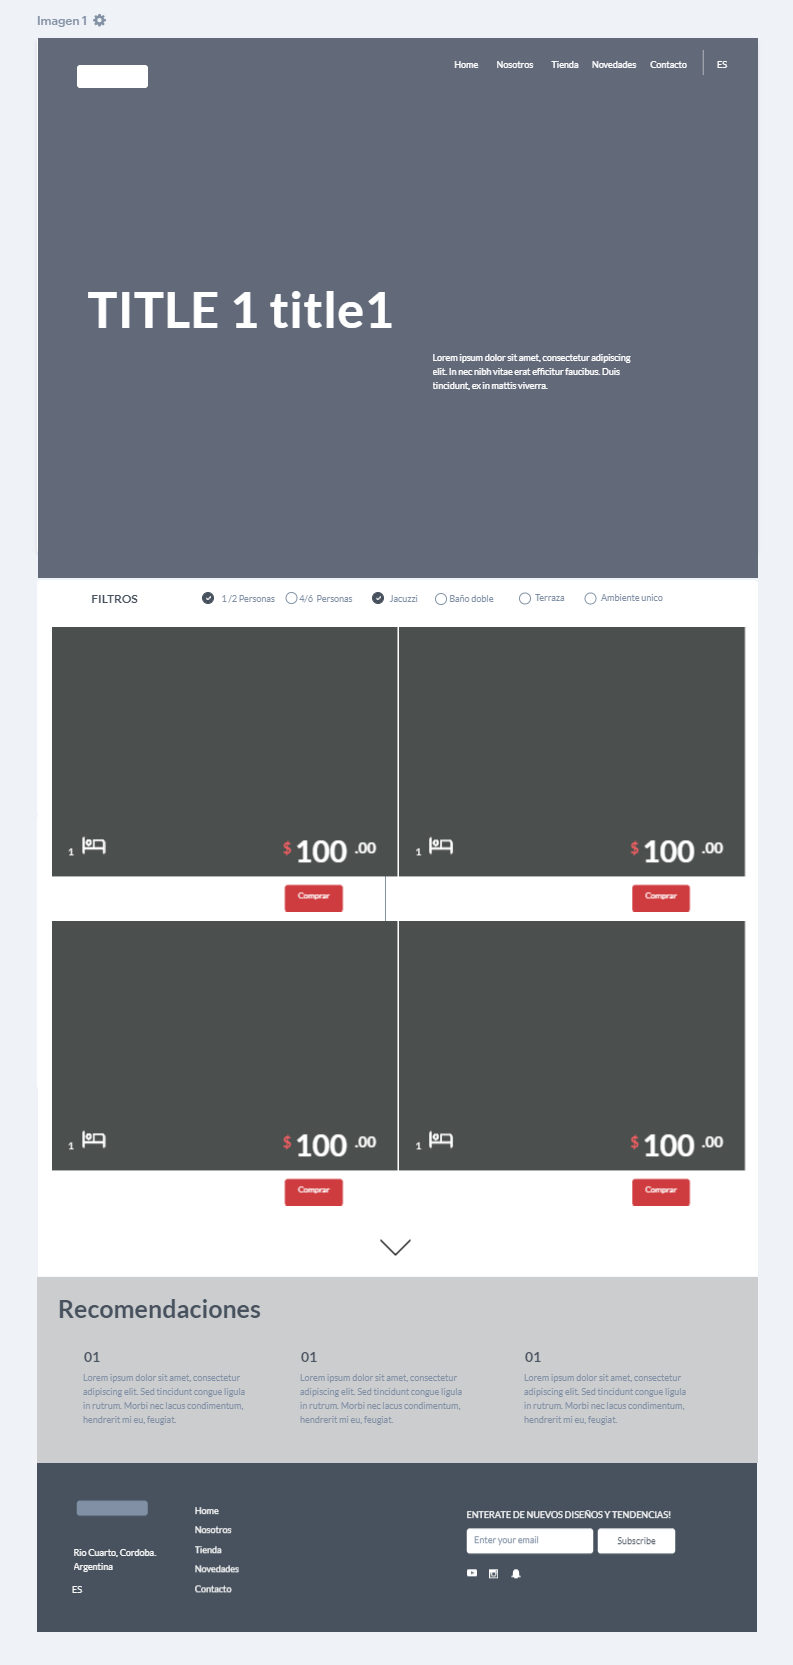 Imagen 1
Home Nosotros Tienda Novedades Contacto ES
TITLE 1 title1
Lorem ipsum dolor sit amet, consectetur adipiscing
elit. In nec nibh vitae erat efficitur faucibus. Duis
tincidunt, ex in mattis viverra.
FILTROS 1 /2 Personas 4/6 Personas Jacuzzi Baño doble Terraza Ambiente unico
1 $ 100 .00 1 $ 100 .00
Comprar Comprar
1 $ 100 .00 1 $ 100 .00
Comprar Comprar
Recomendaciones
01
Lorem ipsum dolor sit amet, consectetur
adipiscing elit. Sed tincidunt congue ligula
in rutrum. Morbi nec lacus condimentum,
hendrerit mi eu, feugiat.
01
Lorem ipsum dolor sit amet, consectetur
adipiscing elit. Sed tincidunt congue ligula
in rutrum. Morbi nec lacus condimentum,
hendrerit mi eu, feugiat.
01
Lorem ipsum dolor sit amet, consectetur
adipiscing elit. Sed tincidunt congue ligula
in rutrum. Morbi nec lacus condimentum,
hendrerit mi eu, feugiat.
Rio Cuarto, Cordoba.
Argentina
ES
Home
Nosotros
Tienda
Novedades
Contacto
ENTERATE DE NUEVOS DISEÑOS Y TENDENCIAS!
Enter your email Subscribe